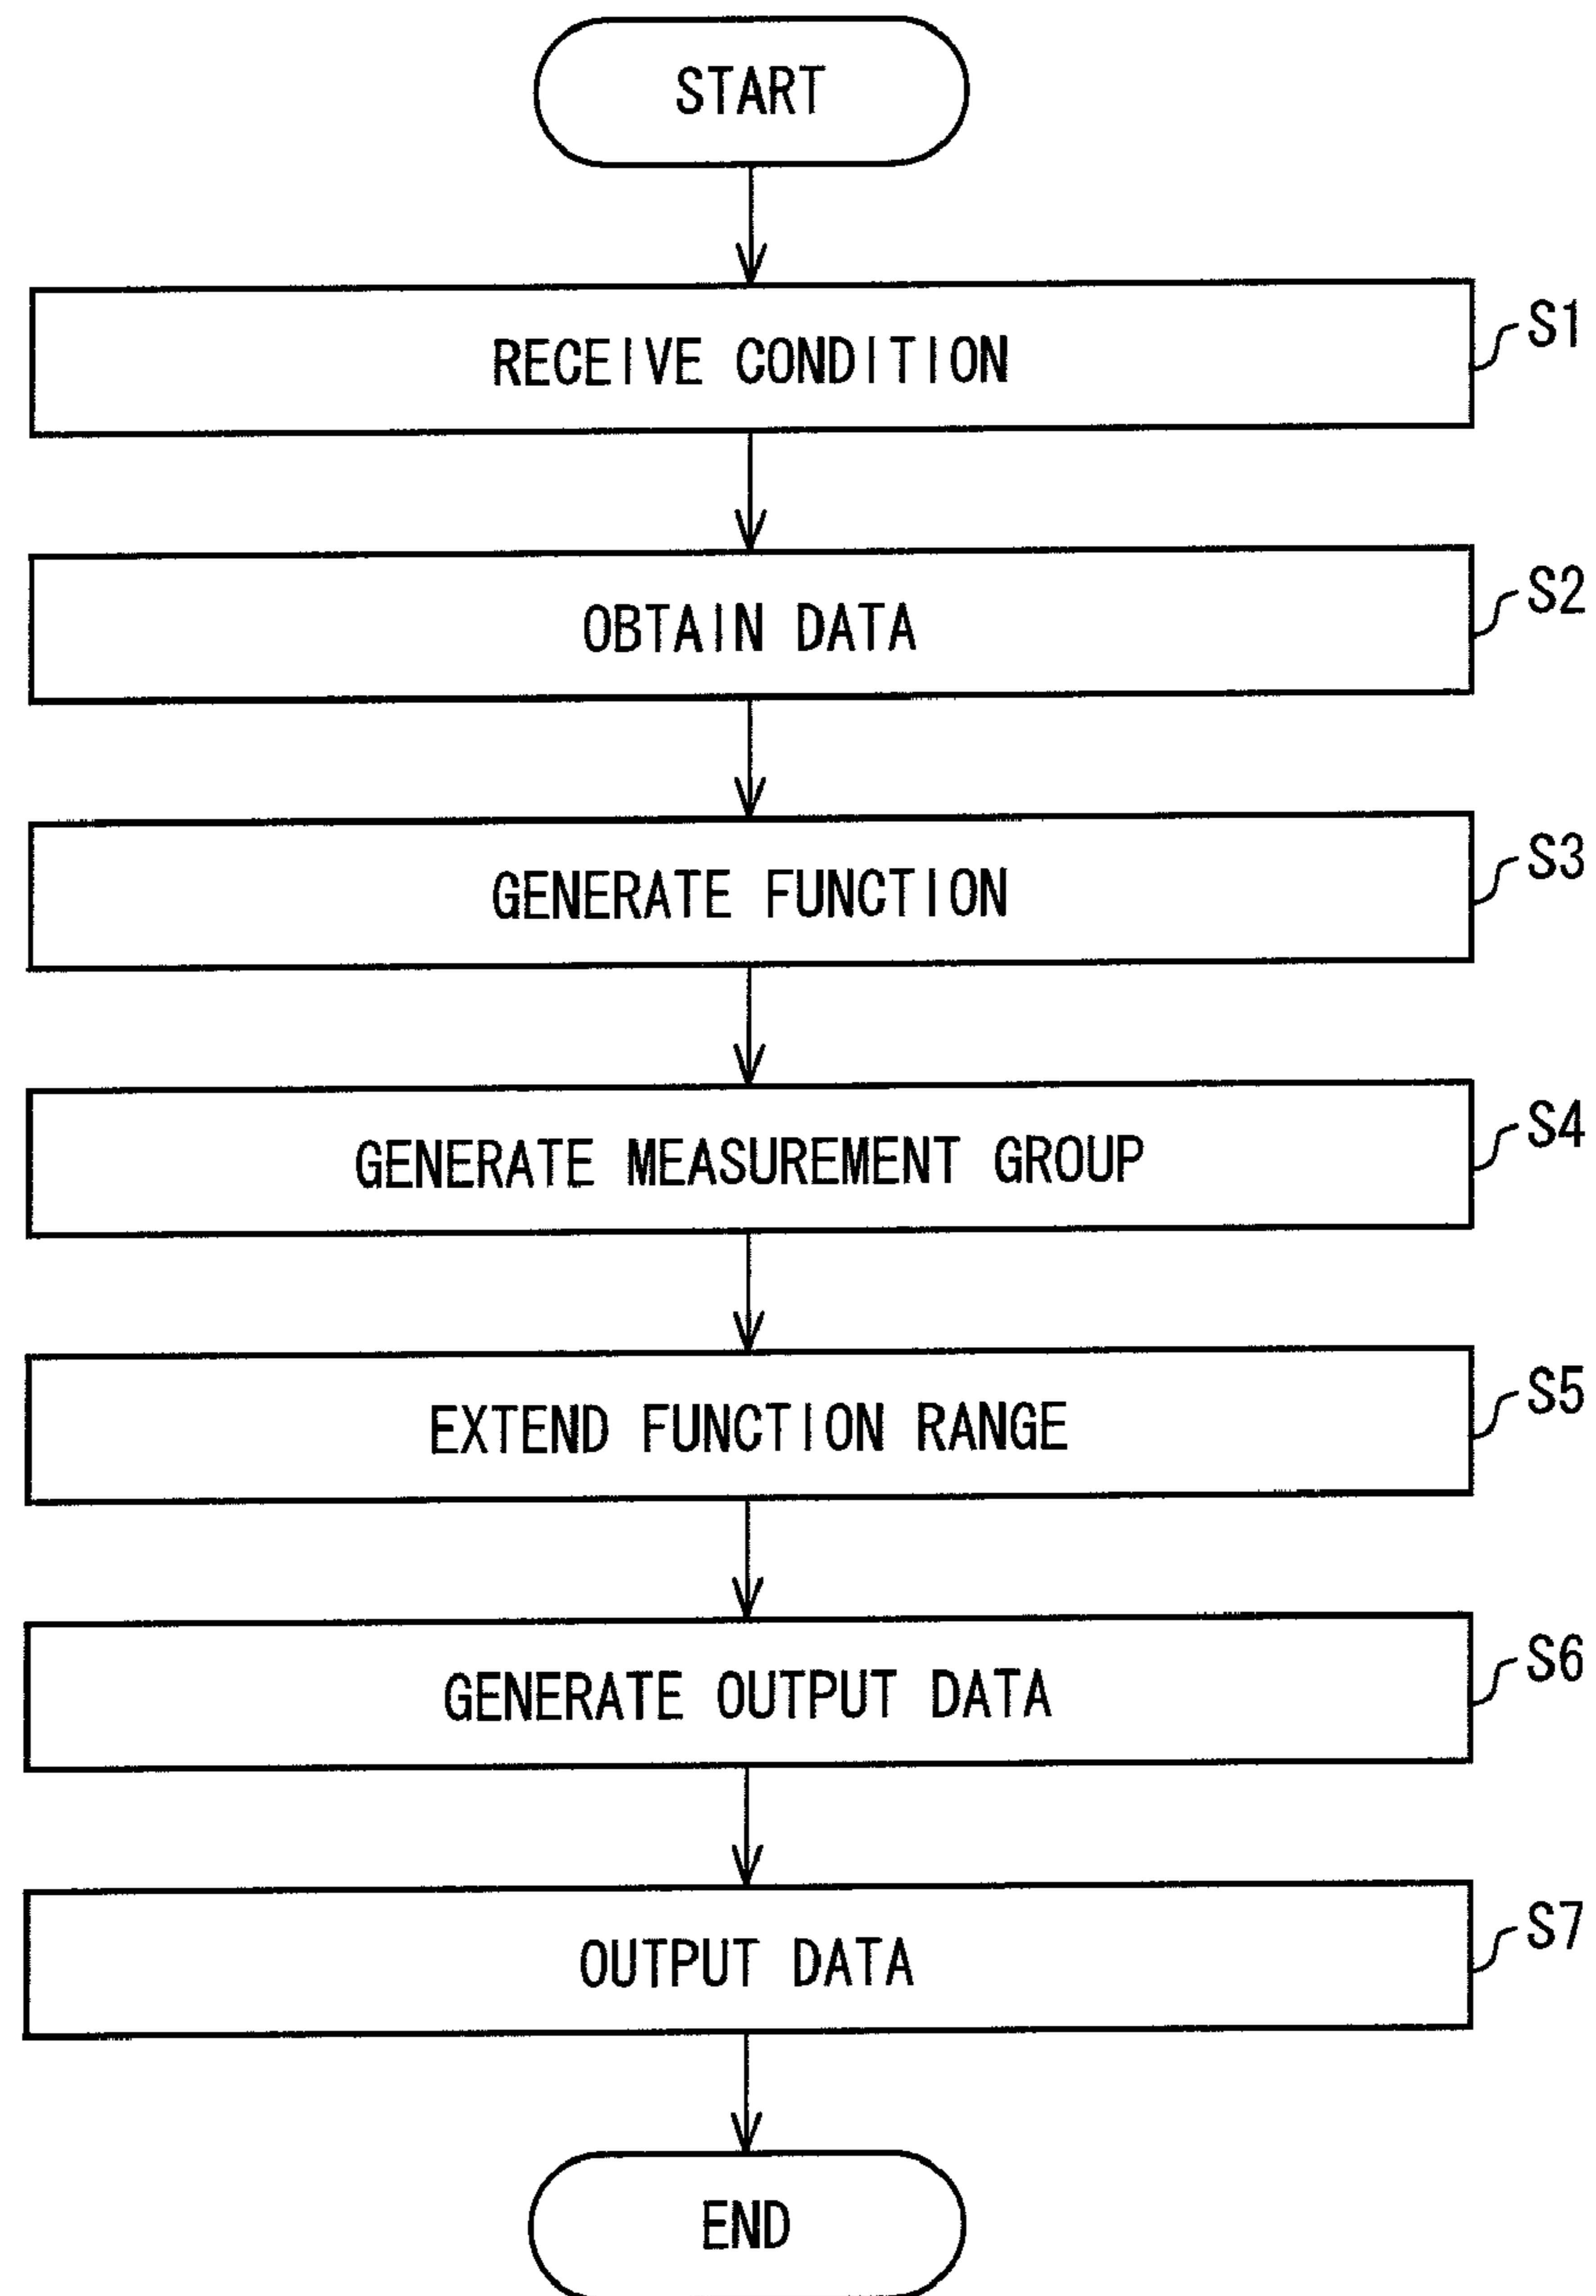 START
RECEIVE CONDITION
S1
OBTAIN DATA
S2
GENERATE FUNCTION
S3
GENERATE MEASUREMENT GROUP
S4
EXTEND FUNCTION RANGE
S5
GENERATE OUTPUT DATA
S6
OUTPUT DATA
S7
END